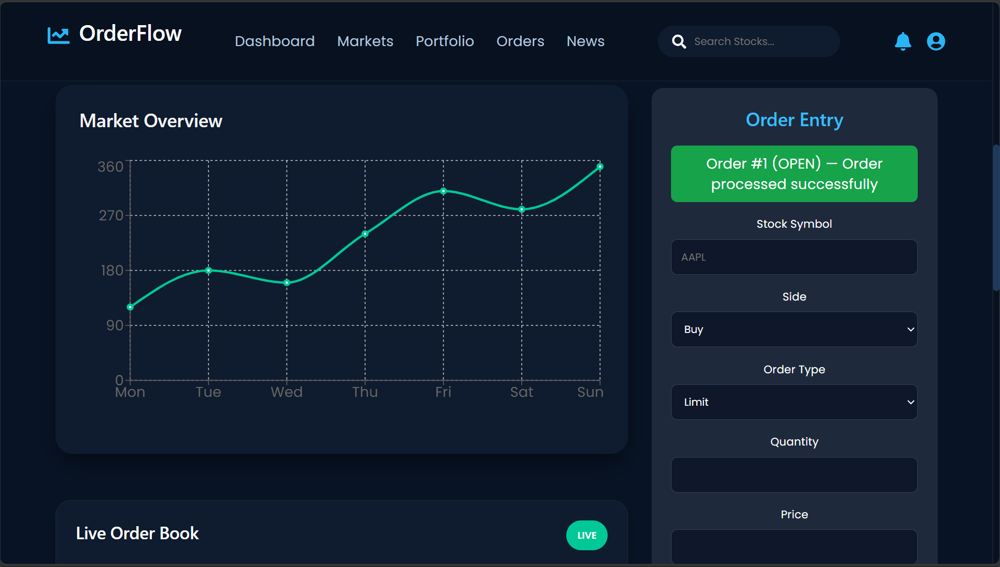 OrderFlow
Dashboard
Markets
Portfolio
Orders
News
Search Stocks...
Market Overview
360
270
180
90
0
Mon
Tue
Wed
Thu
Fri
Sat
Sun
Live Order Book
LIVE
Order Entry
Order #1 (OPEN) — Order
processed successfully
Stock Symbol
AAPL
Side
Buy
Order Type
Limit
Quantity
Price